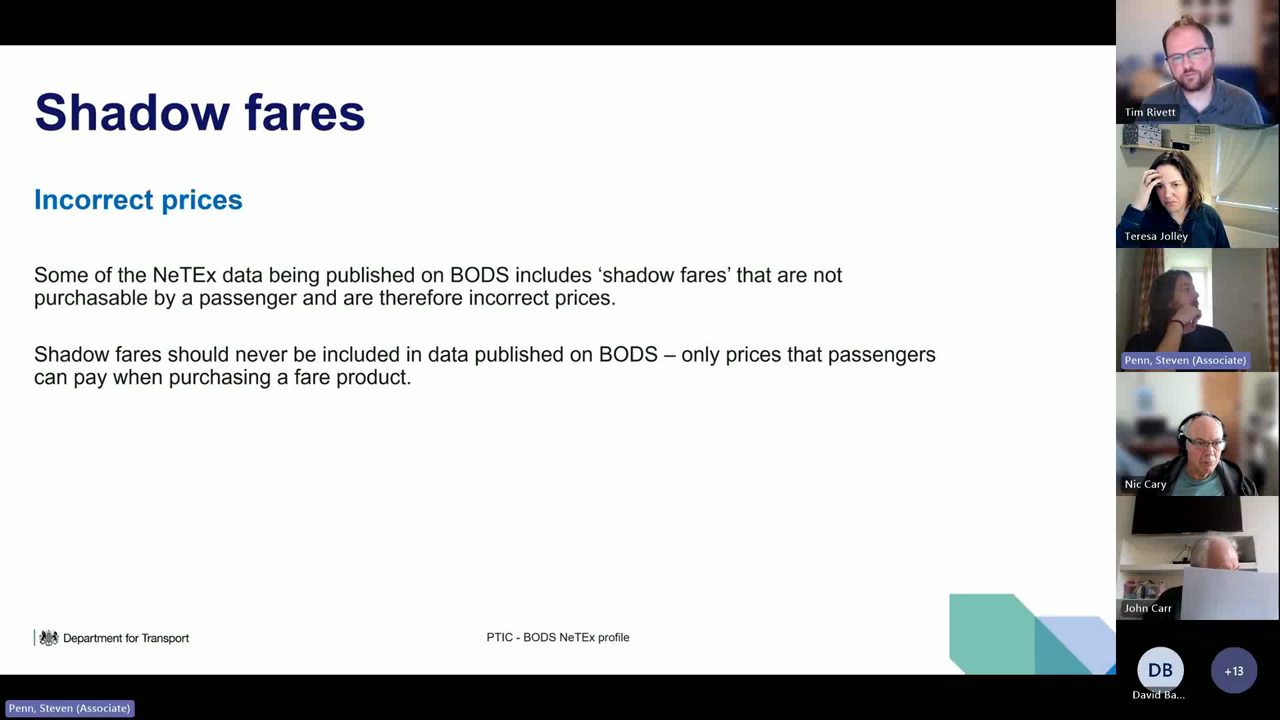 Shadow fares
Incorrect prices
Some of the NeTEx data being published on BODS includes ‘shadow fares’ that are not
purchasable by a passenger and are therefore incorrect prices.
Shadow fares should never be included in data published on BODS – only prices that passengers
can pay when purchasing a fare product.
Department for Transport
PTIC - BODS NeTEx profile
Tim Rivett
Teresa Jolley
Penn, Steven (Associate)
Nic Cary
John Carr
DB
+13
David Ba...
Penn, Steven (Associate)